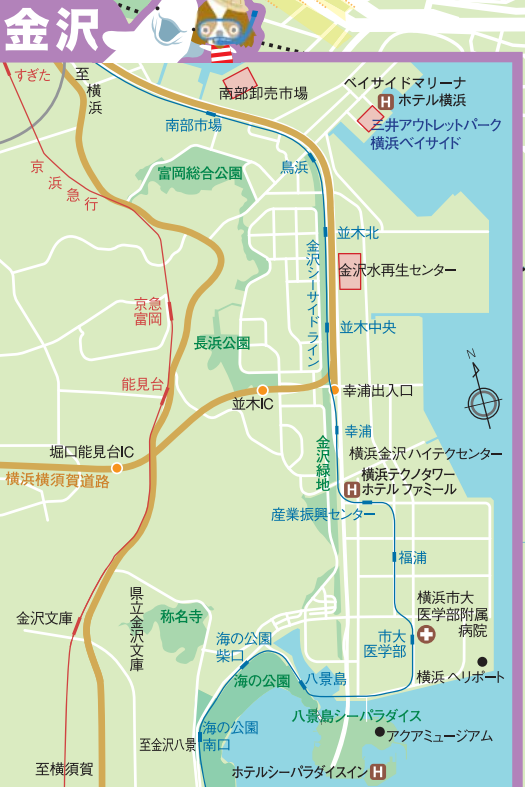 金沢
すぎた
至横浜
南部卸売市場
ベイサイドマリーナ
ホテル横浜
H
三井アウトレットパーク
横浜ベイサイド
南部市場
鳥浜
富岡総合公園
京浜急行
並木北
金沢シーサイドライン
金沢水再生センター
京急
富岡
並木中央
長浜公園
N
能見台
並木IC
幸浦出入口
幸浦
堀口能見台IC
金沢緑地
横浜金沢ハイテクセンター
横浜テクノタワー
ホテル ファミール
H
横浜横須賀道路
産業振興センター
福浦
県立金沢文庫
称名寺
金沢文庫
横浜市大
医学部附属
病院
海の公園
柴口
市大
医学部
横浜 ヘリポート
海の公園
八景島
八景島シーパラダイス
海の公園
南口
至金沢八景
アクアミュージアム
至横須賀
ホテルシーパラダイスイン
H